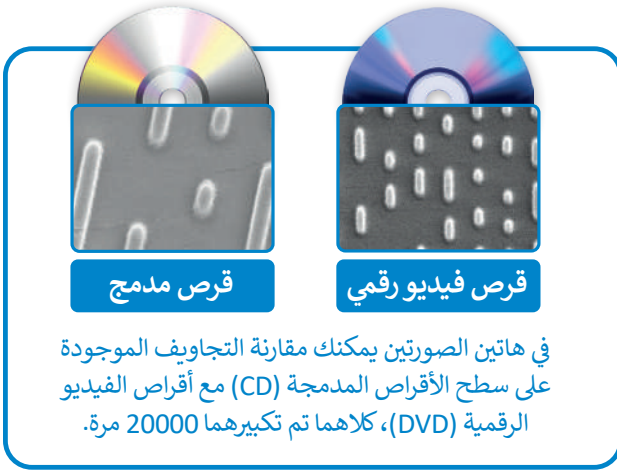 قرص فيديو رقمي
قرص مدمج
في هاتين الصورتين يمكنك مقارنة التجاويف الموجودة
على سطح الأقراص المدمجة (CD) مع أقراص الفيديو
الرقمية (DVD)، كلاهما تم تكبيرهما 20000 مرة.